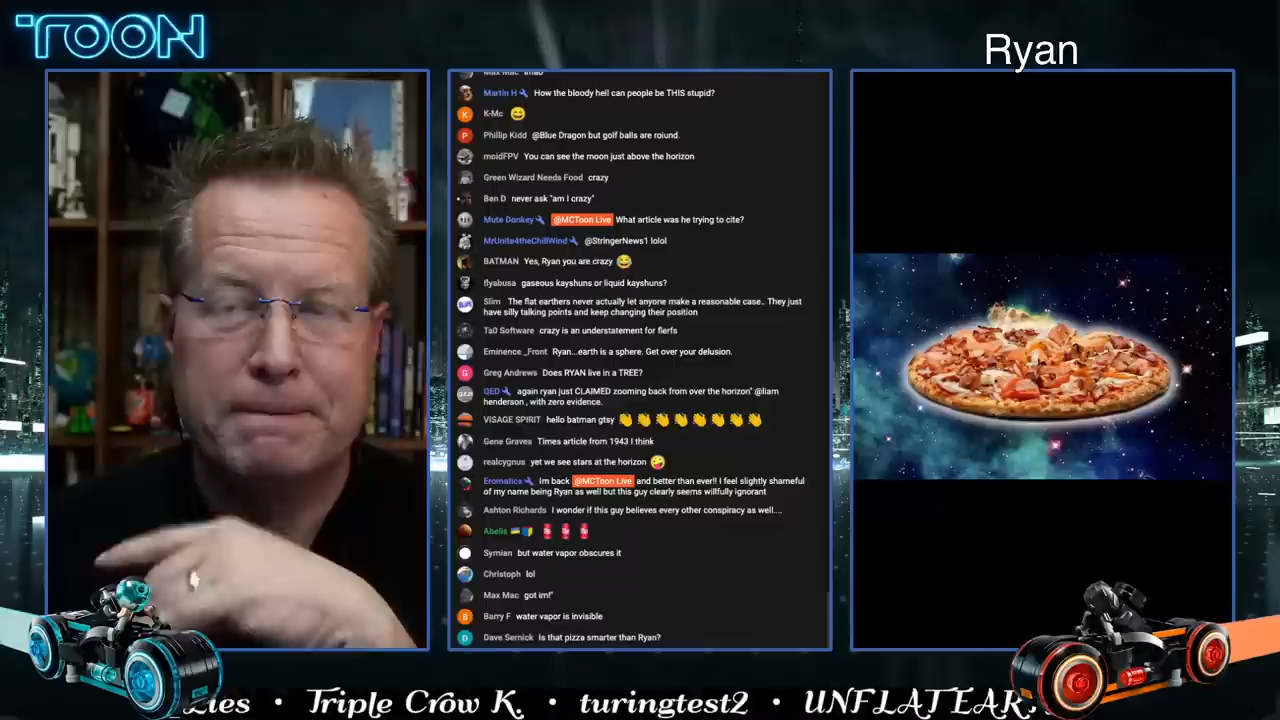 TOON
Ryan
Max Mac lmao
Martin H How the bloody hell can people be THIS stupid?
K-Mc
Phillip Kidd @Blue Dragon but golf balls are roiund.
moidFPV You can see the moon just above the horizon
Green Wizard Needs Food crazy
Ben D never ask "am I crazy"
Mute Donkey @MCToon Live What article was he trying to cite?
MrUnite4theChillWind @StringerNews1 lolol
BATMAN Yes, Ryan you are crazy
flyabusa gaseous kayshuns or liquid kayshuns?
Slim The flat earthers never actually let anyone make a reasonable case.. They just
have silly talking points and keep changing their position
Ta0 Software crazy is an understatement for flerfs
Eminence _Front Ryan...earth is a sphere. Get over your delusion.
Greg Andrews Does RYAN live in a TREE?
QED again ryan just CLAIMED zooming back from over the horizon" @liam
henderson , with zero evidence.
VISAGE SPIRIT hello batman gtsy
Gene Graves Times article from 1943 I think
realcygnus yet we see stars at the horizon
Eromatics Im back @MCToon Live and better than ever!! I feel slightly shameful
of my name being Ryan as well but this guy clearly seems willfully ignorant
Ashton Richards I wonder if this guy believes every other conspiracy as well....
Abelis
Symian but water vapor obscures it
Christoph lol
Max Mac got im!"
Barry F water vapor is invisible
Dave Sernick Is that pizza smarter than Ryan?
Lies • Triple Crow K. • turingtest2 • UNFLATEAR